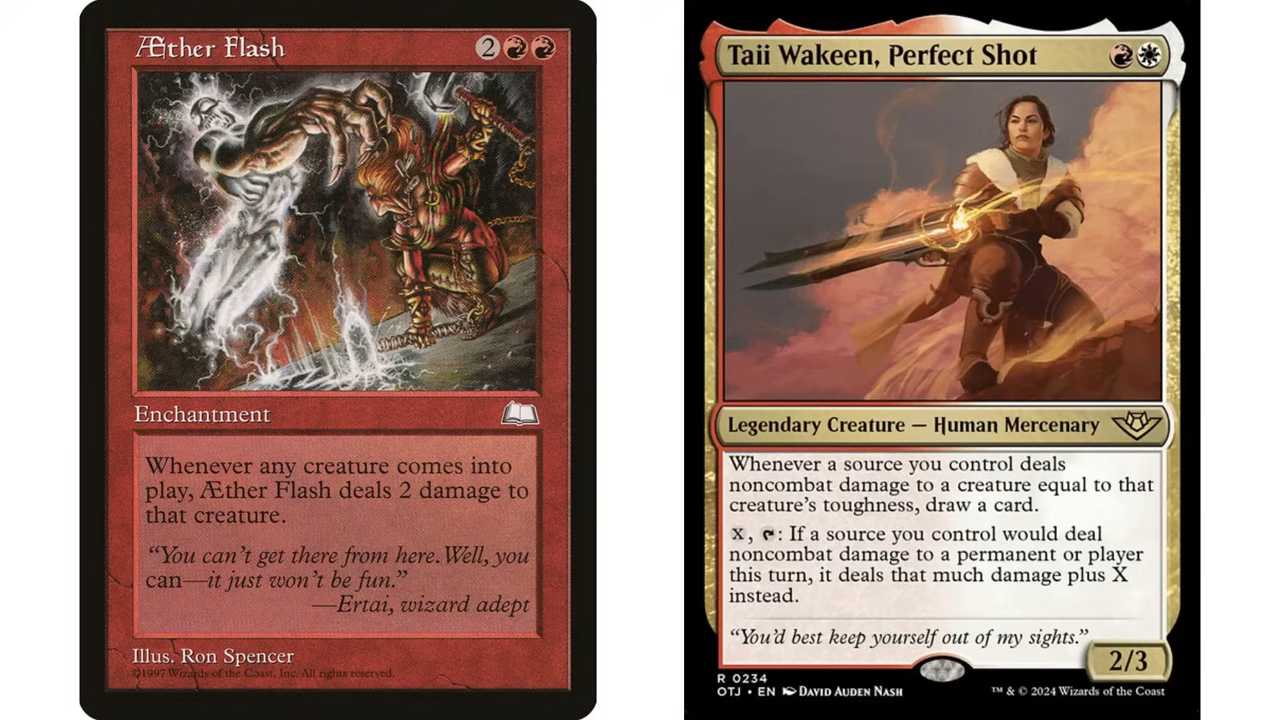 Æther Flash
2
Enchantment
Whenever any creature comes into
play, Æther Flash deals 2 damage to
that creature.
“You can’t get there from here. Well, you
can—it just won’t be fun.”
—Ertai, wizard adept
Illus. Ron Spencer
©1997 Wizards of the Coast, Inc. All rights reserved.
Taii Wakeen, Perfect Shot
Legendary Creature — Human Mercenary
Whenever a source you control deals
noncombat damage to a creature equal to that
creature’s toughness, draw a card.
X, : If a source you control would deal
noncombat damage to a permanent or player
this turn, it deals that much damage plus X
instead.
“You’d best keep yourself out of my sights.”
2/3
R 0234
OTJ • EN DAVID AUDEN NASH
™ & © 2024 Wizards of the Coast